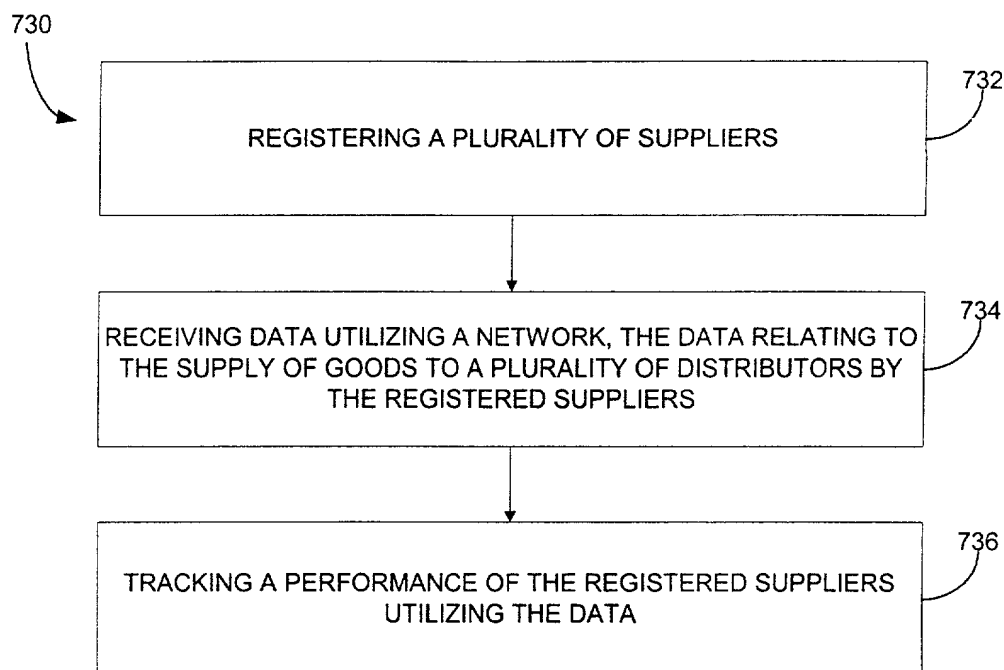 730
732
REGISTERING A PLURALITY OF SUPPLIERS
734
RECEIVING DATA UTILIZING A NETWORK, THE DATA RELATING TO
THE SUPPLY OF GOODS TO A PLURALITY OF DISTRIBUTORS BY
THE REGISTERED SUPPLIERS
736
TRACKING A PERFORMANCE OF THE REGISTERED SUPPLIERS
UTILIZING THE DATA